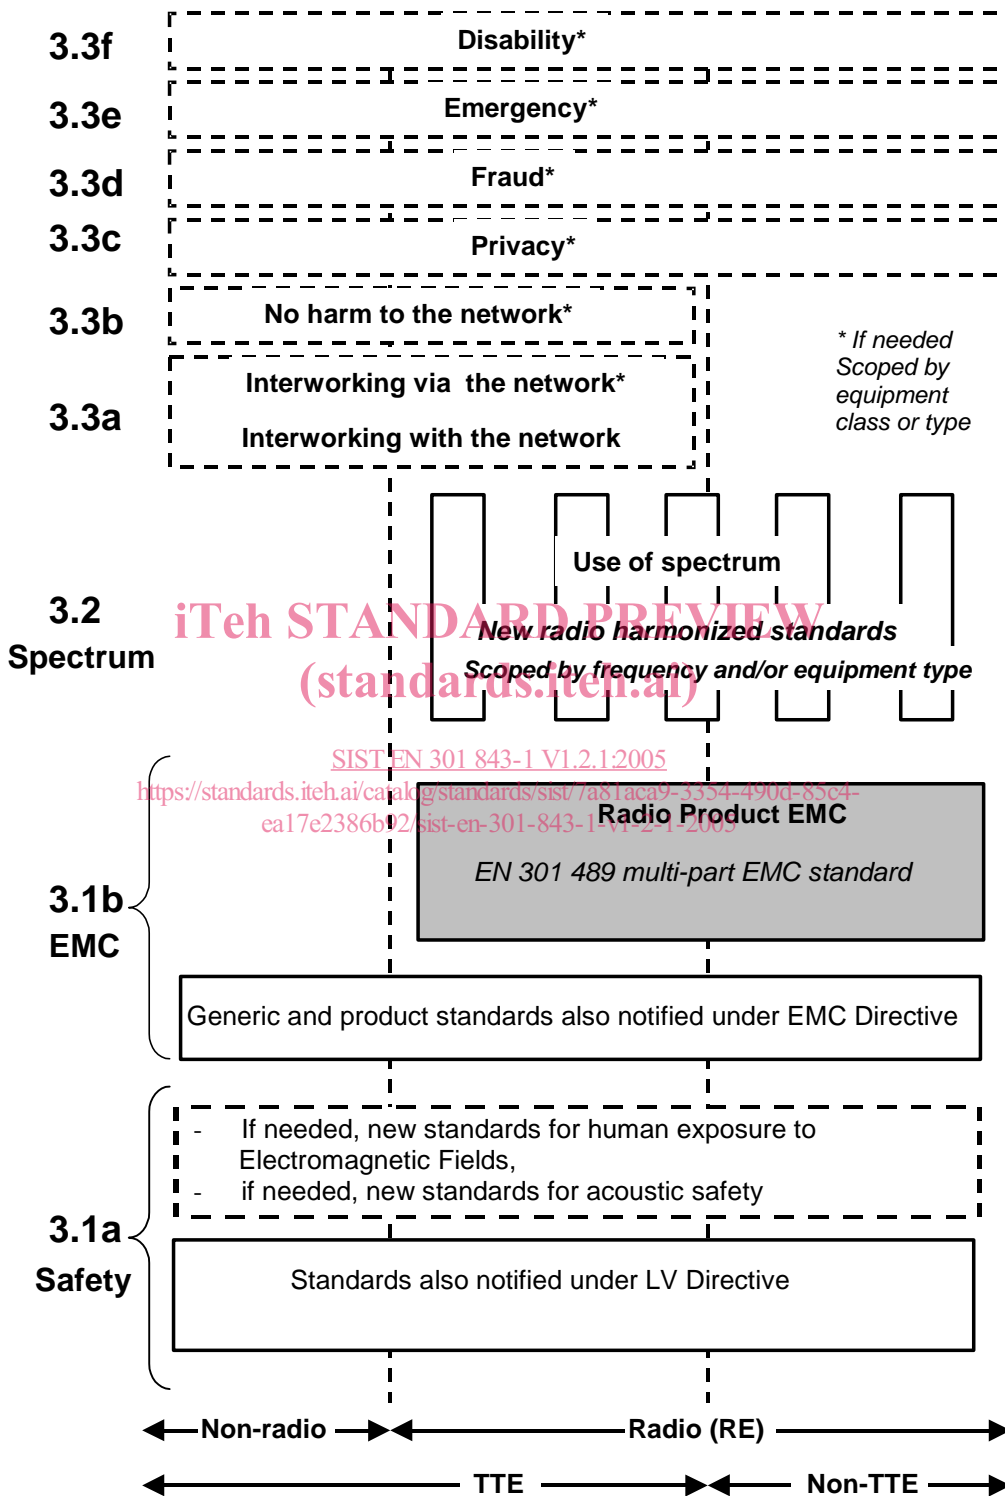 3.3f
Disability*
3.3e
Emergency*
3.3d
Fraud*
3.3c
Privacy*
3.3b
No harm to the network*
* If needed
Scoped by
equipment
class or type
3.3a
Interworking via the network*
Interworking with the network
3.2
Spectrum
Use of spectrum
New radio harmonized standards
Scoped by frequency and/or equipment type
iTeh STANDARD PREVIEW
(standards.iteh.ai)
SIST EN 301 843-1 V1.2.1:2005
https://standards.iteh.ai/catalog/standards/sist/7a81aca9-3354-490d-85c4-
ea17e2386b92/sist-en-301-843-1-v1-2-1-2005
3.1b
EMC
Radio Product EMC
EN 301 489 multi-part EMC standard
Generic and product standards also notified under EMC Directive
3.1a
Safety
- If needed, new standards for human exposure to
Electromagnetic Fields,
- if needed, new standards for acoustic safety
Standards also notified under LV Directive
Non-radio
Radio (RE)
TTE
Non-TTE